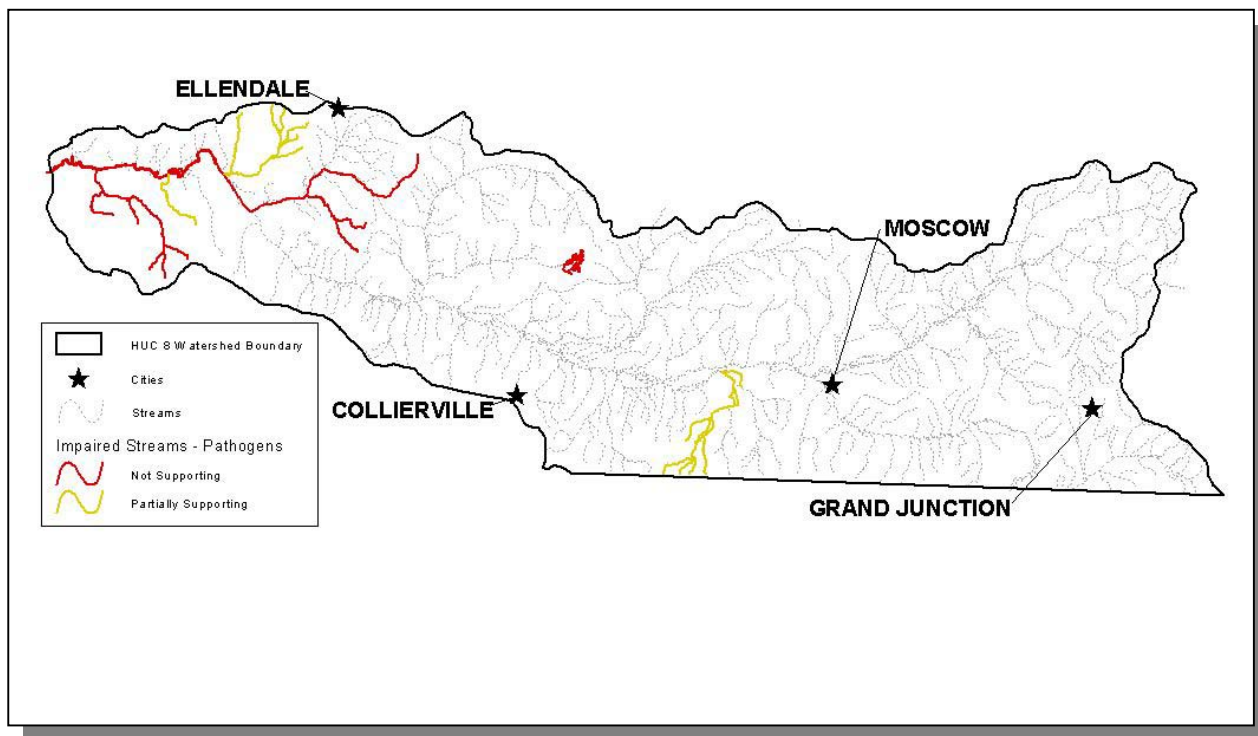 ELLENDALE
MOSCOW
COLLIERVILLE
GRAND JUNCTION
HUC 8 Watershed Boundary
Cities
Streams
Impaired Streams - Pathogens
Not Supporting
Partially Supporting